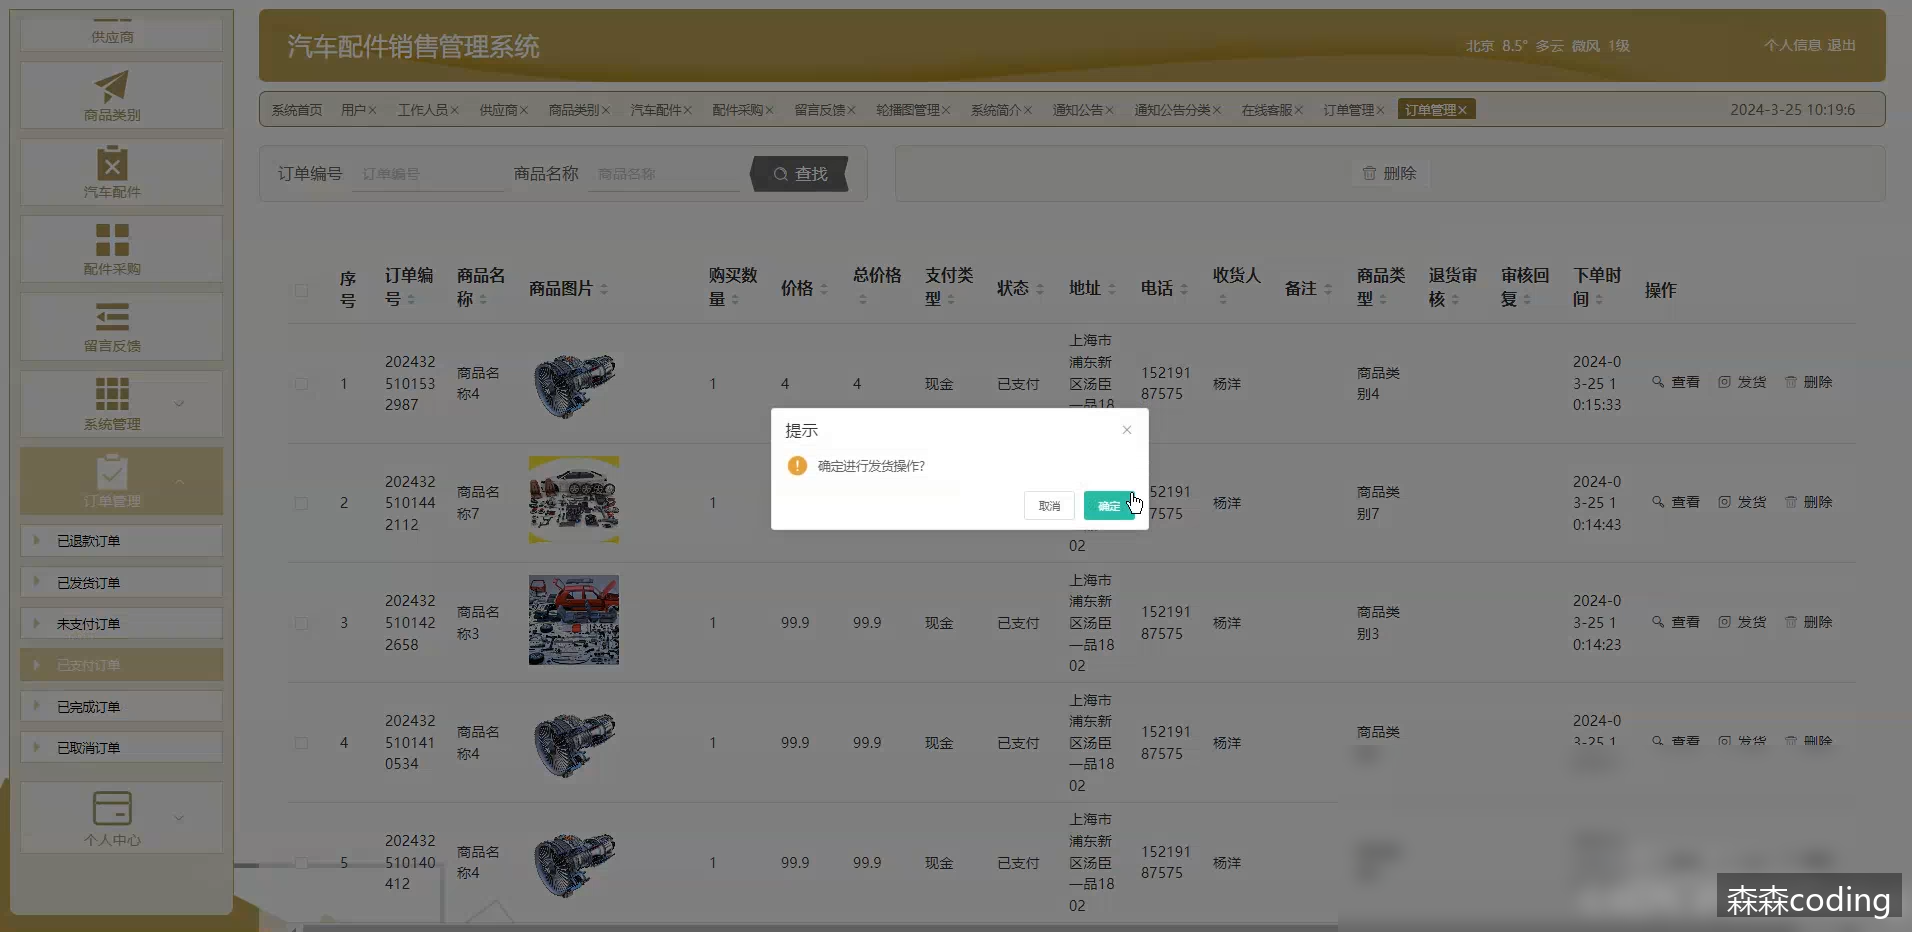 供应商
商品类别
汽车配件
配件采购
留言反馈
系统管理
订单管理
已退款订单
已发货订单
未支付订单
已支付订单
已完成订单
已取消订单
个人中心
汽车配件销售管理系统
北京 8.5° 多云 微风 1级
个人信息 退出
系统首页 用户× 工作人员× 供应商× 商品类别× 汽车配件× 配件采购× 留言反馈× 轮播图管理× 系统简介× 通知公告× 通知公告分类× 在线客服× 订单管理× 订单管理×
2024-3-25 10:19:6
订单编号 订单编号 商品名称 商品名称 查找
删除
序号 订单编号 商品名称 商品图片 购买数量 价格 总价格 支付类型 状态 地址 电话 收货人 备注 商品类型 退货审核 审核回复 下单时间 操作
1 2024325101532987 商品名称4 1 4 4 现金 已支付 上海市浦东新区汤臣一品18 15219187575 杨洋 商品类别4 2024-03-25 10:15:33 查看 发货 删除
2 2024325101442112 商品名称7 1 02 15219187575 杨洋 商品类别7 2024-03-25 10:14:43 查看 发货 删除
3 2024325101422658 商品名称3 1 99.9 99.9 现金 已支付 上海市浦东新区汤臣一品1802 15219187575 杨洋 商品类别3 2024-03-25 10:14:23 查看 发货 删除
4 2024325101410534 商品名称4 1 99.9 99.9 现金 已支付 上海市浦东新区汤臣一品1802 15219187575 杨洋 商品类 2024-03-25 1 查看 发货 删除
5 202432510140412 商品名称4 1 99.9 99.9 现金 已支付 上海市浦东新区汤臣一品1802 15219187575 杨洋
提示 ×
确定进行发货操作?
取消 确定
森森coding